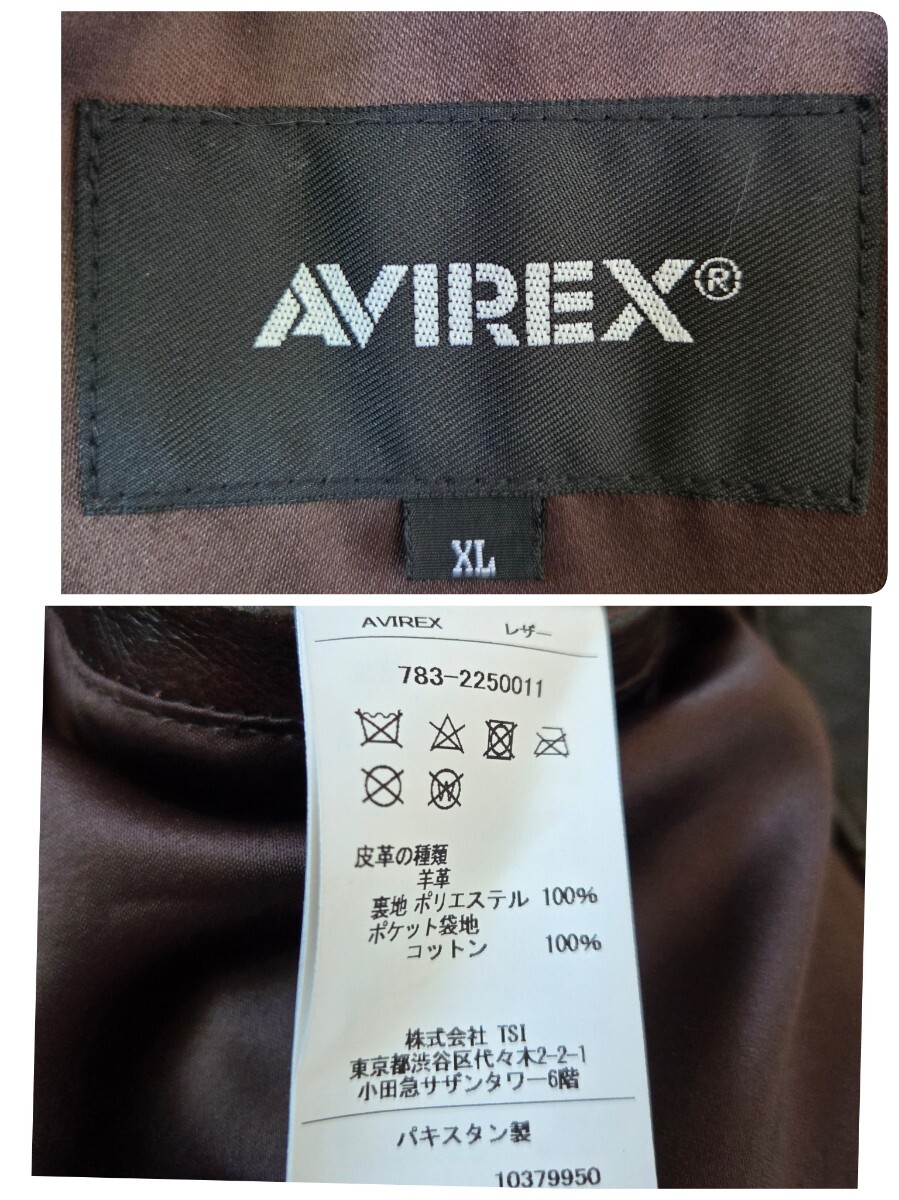 AVIREX®
XL
AVIREX レザー
783-2250011
W
皮革の種類
羊革
裏地 ポリエステル 100%
ポケット袋地
コットン 100%
株式会社 TSI
東京都渋谷区代々木2-2-1
小田急サザンタワー6階
パキスタン製
10379950